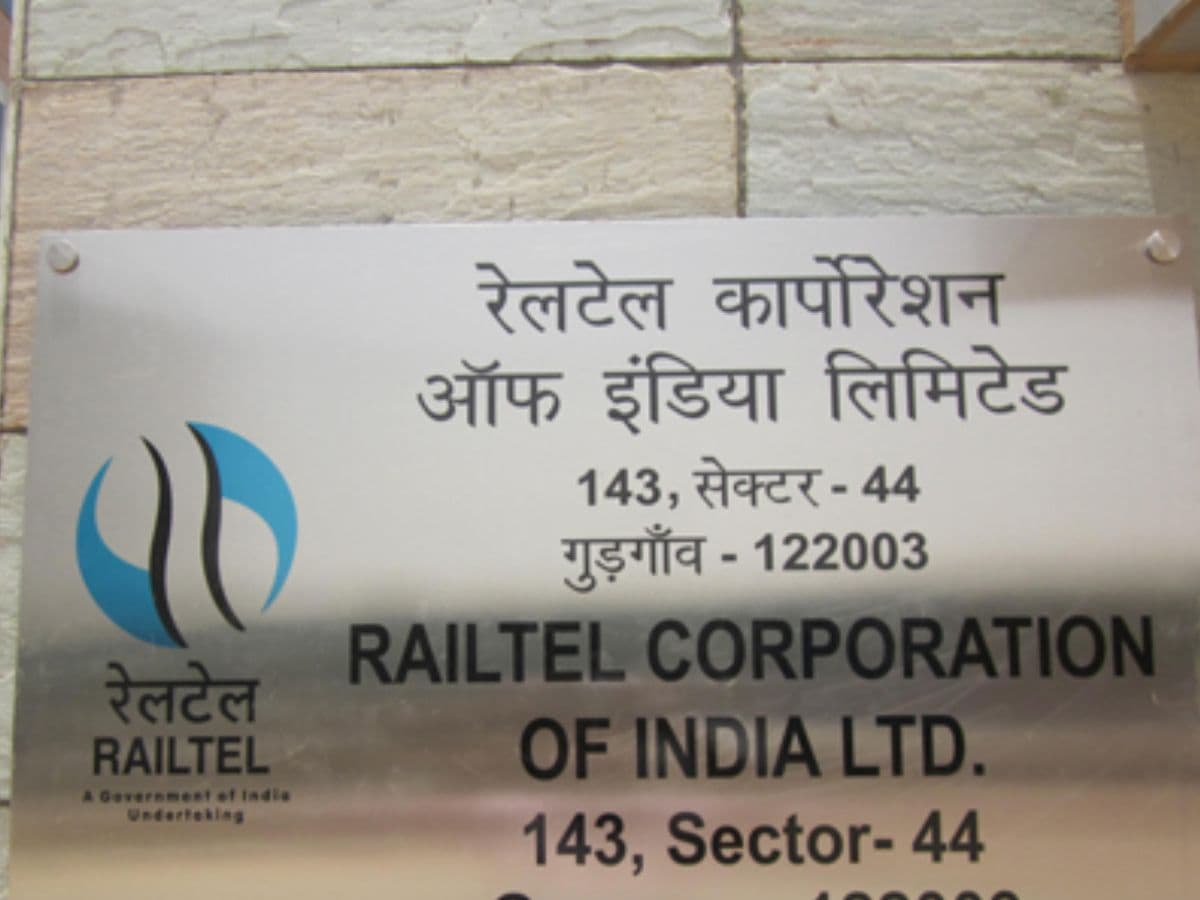 रेलटेल कार्पोरेशन
ऑफ इंडिया लिमिटेड
143, सेक्टर - 44
गुड़गाँव - 122003
RAILTEL CORPORATION
OF INDIA LTD.
143, Sector- 44
रेलटेल
RAILTEL
A Government of India
Undertaking